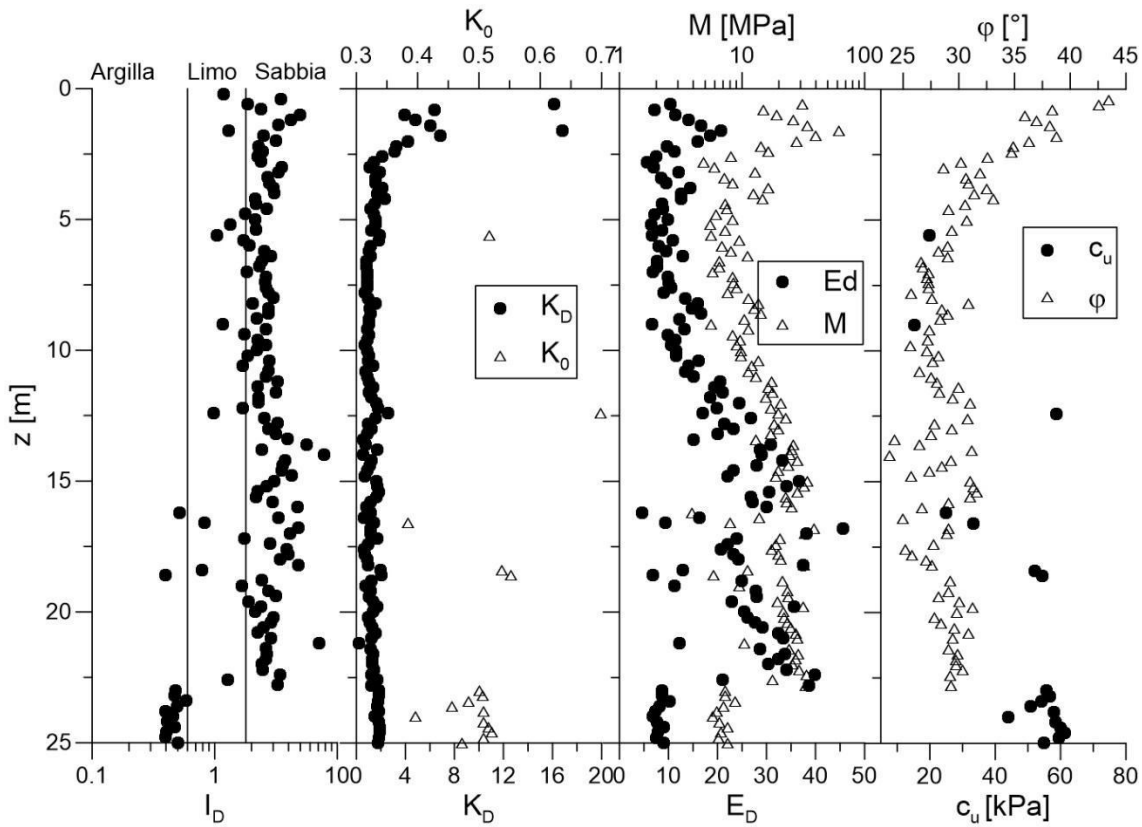 K0 M [MPa] φ [°]
0.3 0.4 0.5 0.6 0.7 1 10 100 25 30 35 40 45
Argilla Limo Sabbia
0
5
10
15
20
25
z [m]
KD
K0
Ed
M
cu
φ
0.1 1 10 0 4 8 12 16 20 0 10 20 30 40 50 20 40 60 80
ID KD ED cu [kPa]